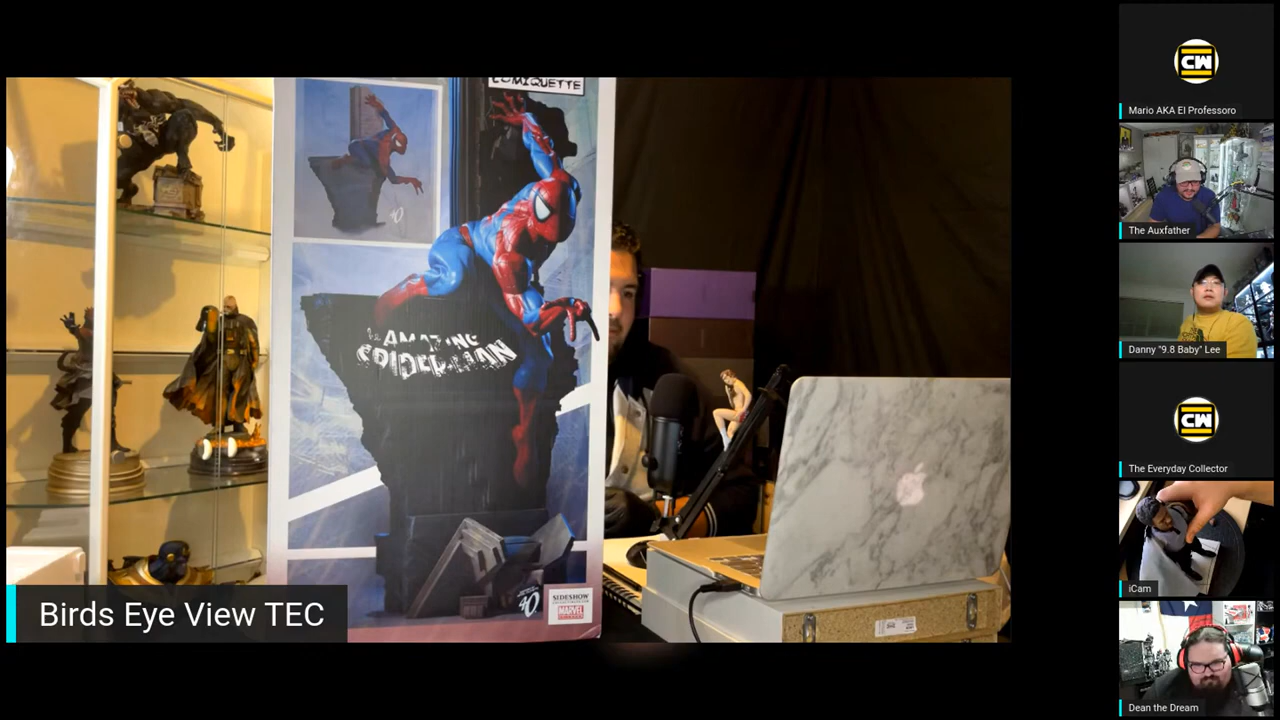 COMIQUETTE
THE AMAZING
SPIDER-MAN
SIDESHOW
MARVEL
Birds Eye View TEC
CW
Mario AKA El Professoro
The Auxfather
Danny "9.8 Baby" Lee
CW
The Everyday Collector
iCam
Dean the Dream